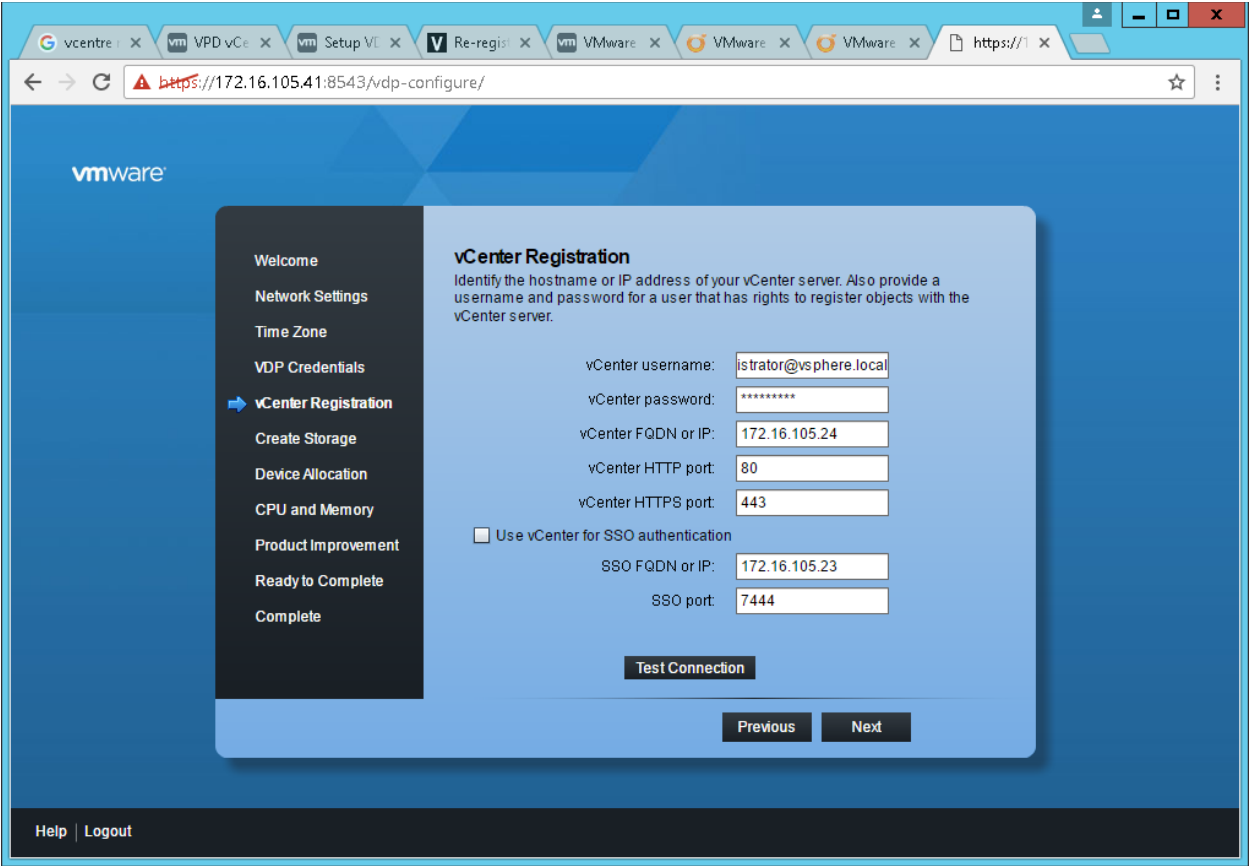 vcentre
VPD vCe
Setup VD
Re-regist
VMware
VMware
VMware
https://1
https://172.16.105.41:8543/vdp-configure/
vmware
Welcome
Network Settings
Time Zone
VDP Credentials
vCenter Registration
Create Storage
Device Allocation
CPU and Memory
Product Improvement
Ready to Complete
Complete
vCenter Registration
Identify the hostname or IP address of your vCenter server. Also provide a
username and password for a user that has rights to register objects with the
vCenter server.
vCenter username: istrator@vsphere.local
vCenter password: *********
vCenter FQDN or IP: 172.16.105.24
vCenter HTTP port: 80
vCenter HTTPS port: 443
Use vCenter for SSO authentication
SSO FQDN or IP: 172.16.105.23
SSO port: 7444
Test Connection
Previous Next
Help | Logout